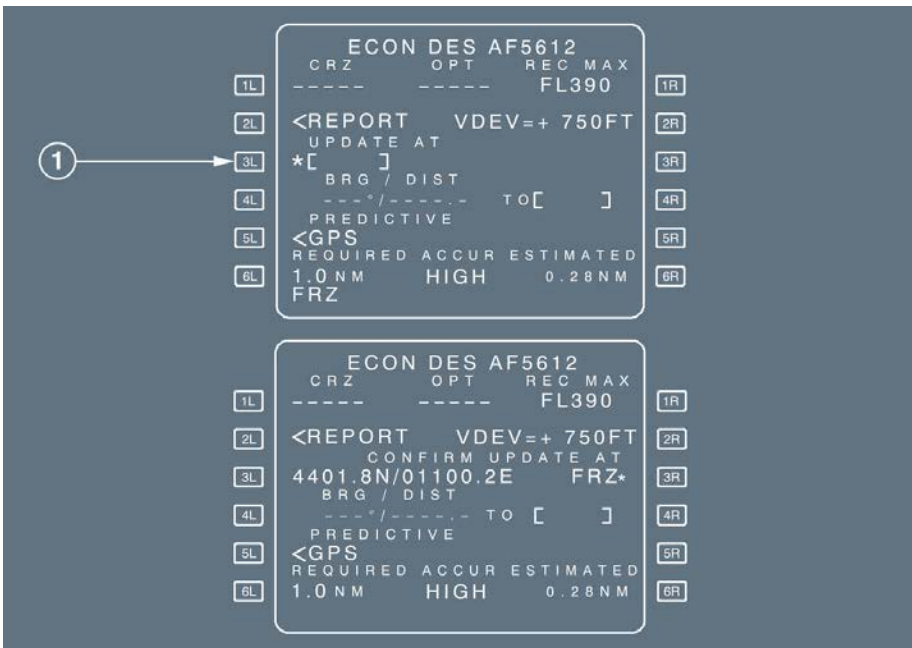 ECON DES AF5612
CRZ OPT REC MAX
1L ----- ----- FL390 1R
2L <REPORT VDEV=+ 750FT 2R
UPDATE AT
1 3L *[ ] 3R
BRG / DIST
4L ---°/----.- TO[ ] 4R
PREDICTIVE
5L <GPS 5R
REQUIRED ACCUR ESTIMATED
6L 1.0NM HIGH 0.28NM 6R
FRZ
ECON DES AF5612
CRZ OPT REC MAX
1L ----- ----- FL390 1R
2L <REPORT VDEV=+ 750FT 2R
CONFIRM UPDATE AT
3L 4401.8N/01100.2E FRZ* 3R
BRG / DIST
4L ---°/----.- TO [ ] 4R
PREDICTIVE
5L <GPS 5R
REQUIRED ACCUR ESTIMATED
6L 1.0NM HIGH 0.28NM 6R